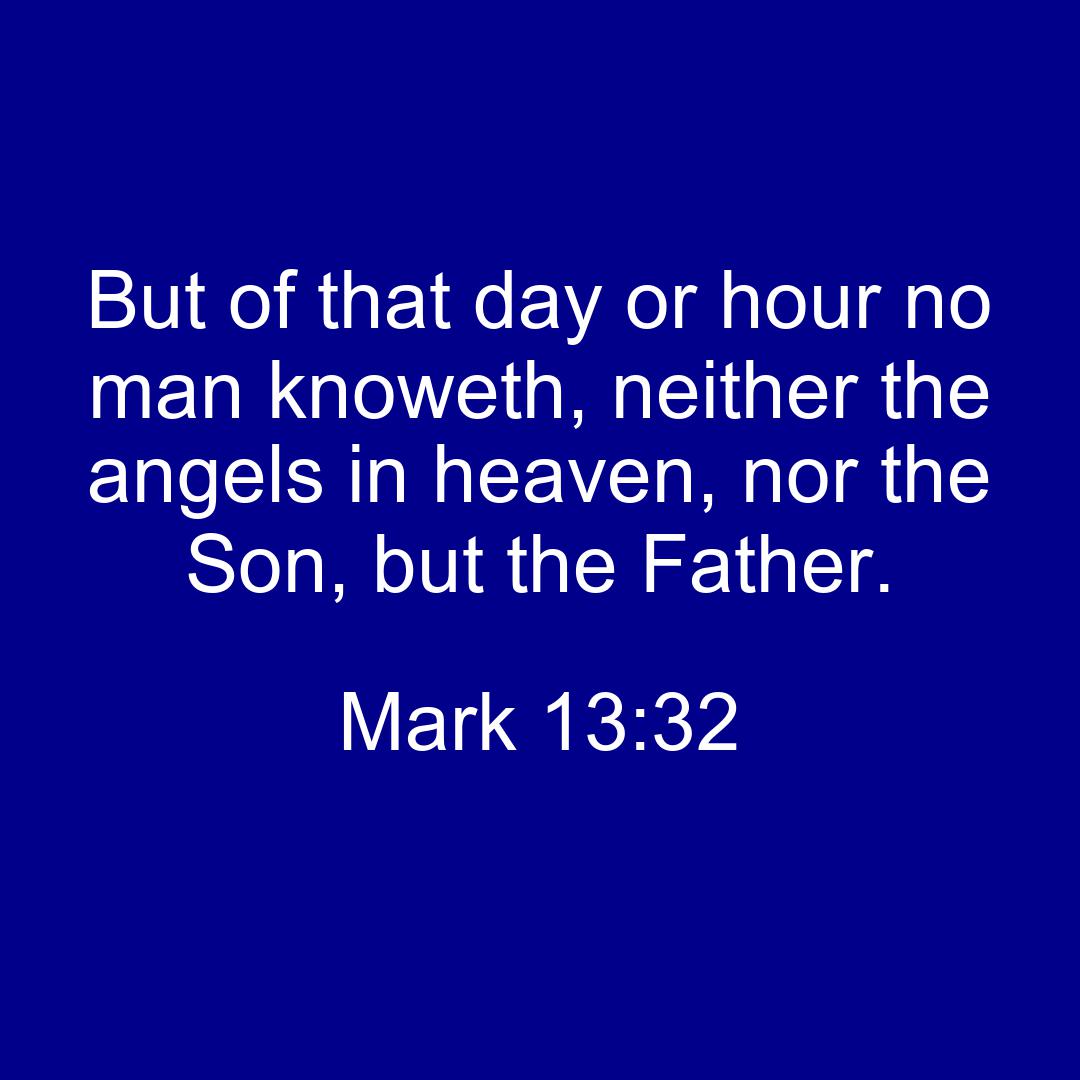 But of that day or hour no
man knoweth, neither the
angels in heaven, nor the
Son, but the Father.
Mark 13:32